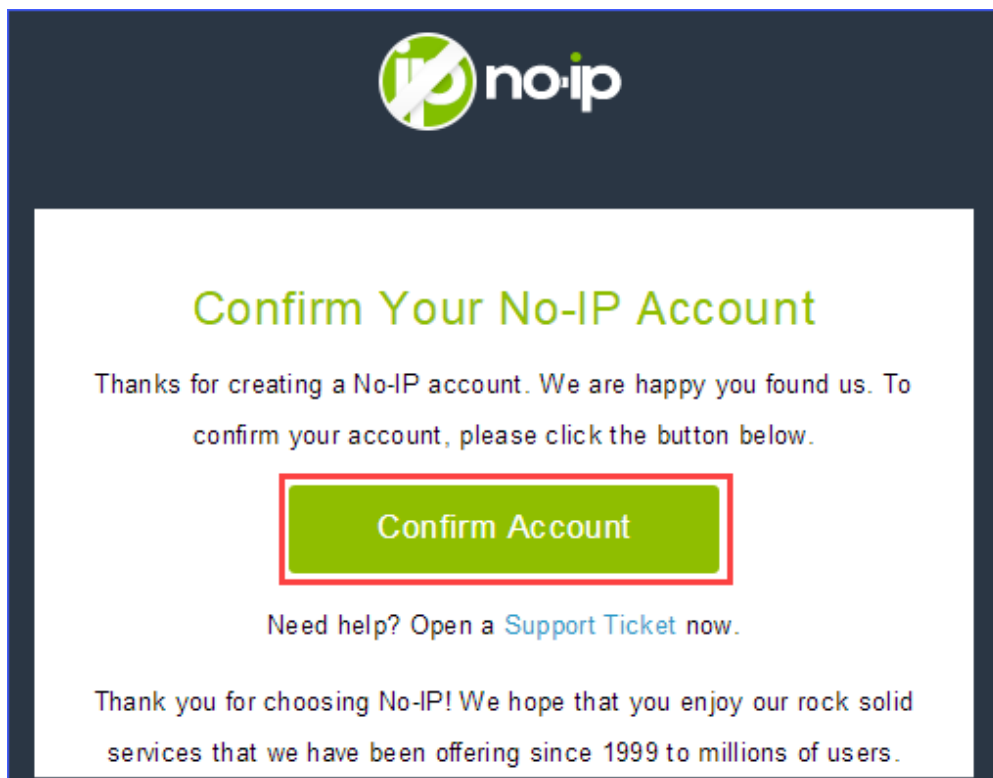 no-ip
Confirm Your No-IP Account
Thanks for creating a No-IP account. We are happy you found us. To
confirm your account, please click the button below.
Confirm Account
Need help? Open a Support Ticket now.
Thank you for choosing No-IP! We hope that you enjoy our rock solid
services that we have been offering since 1999 to millions of users.